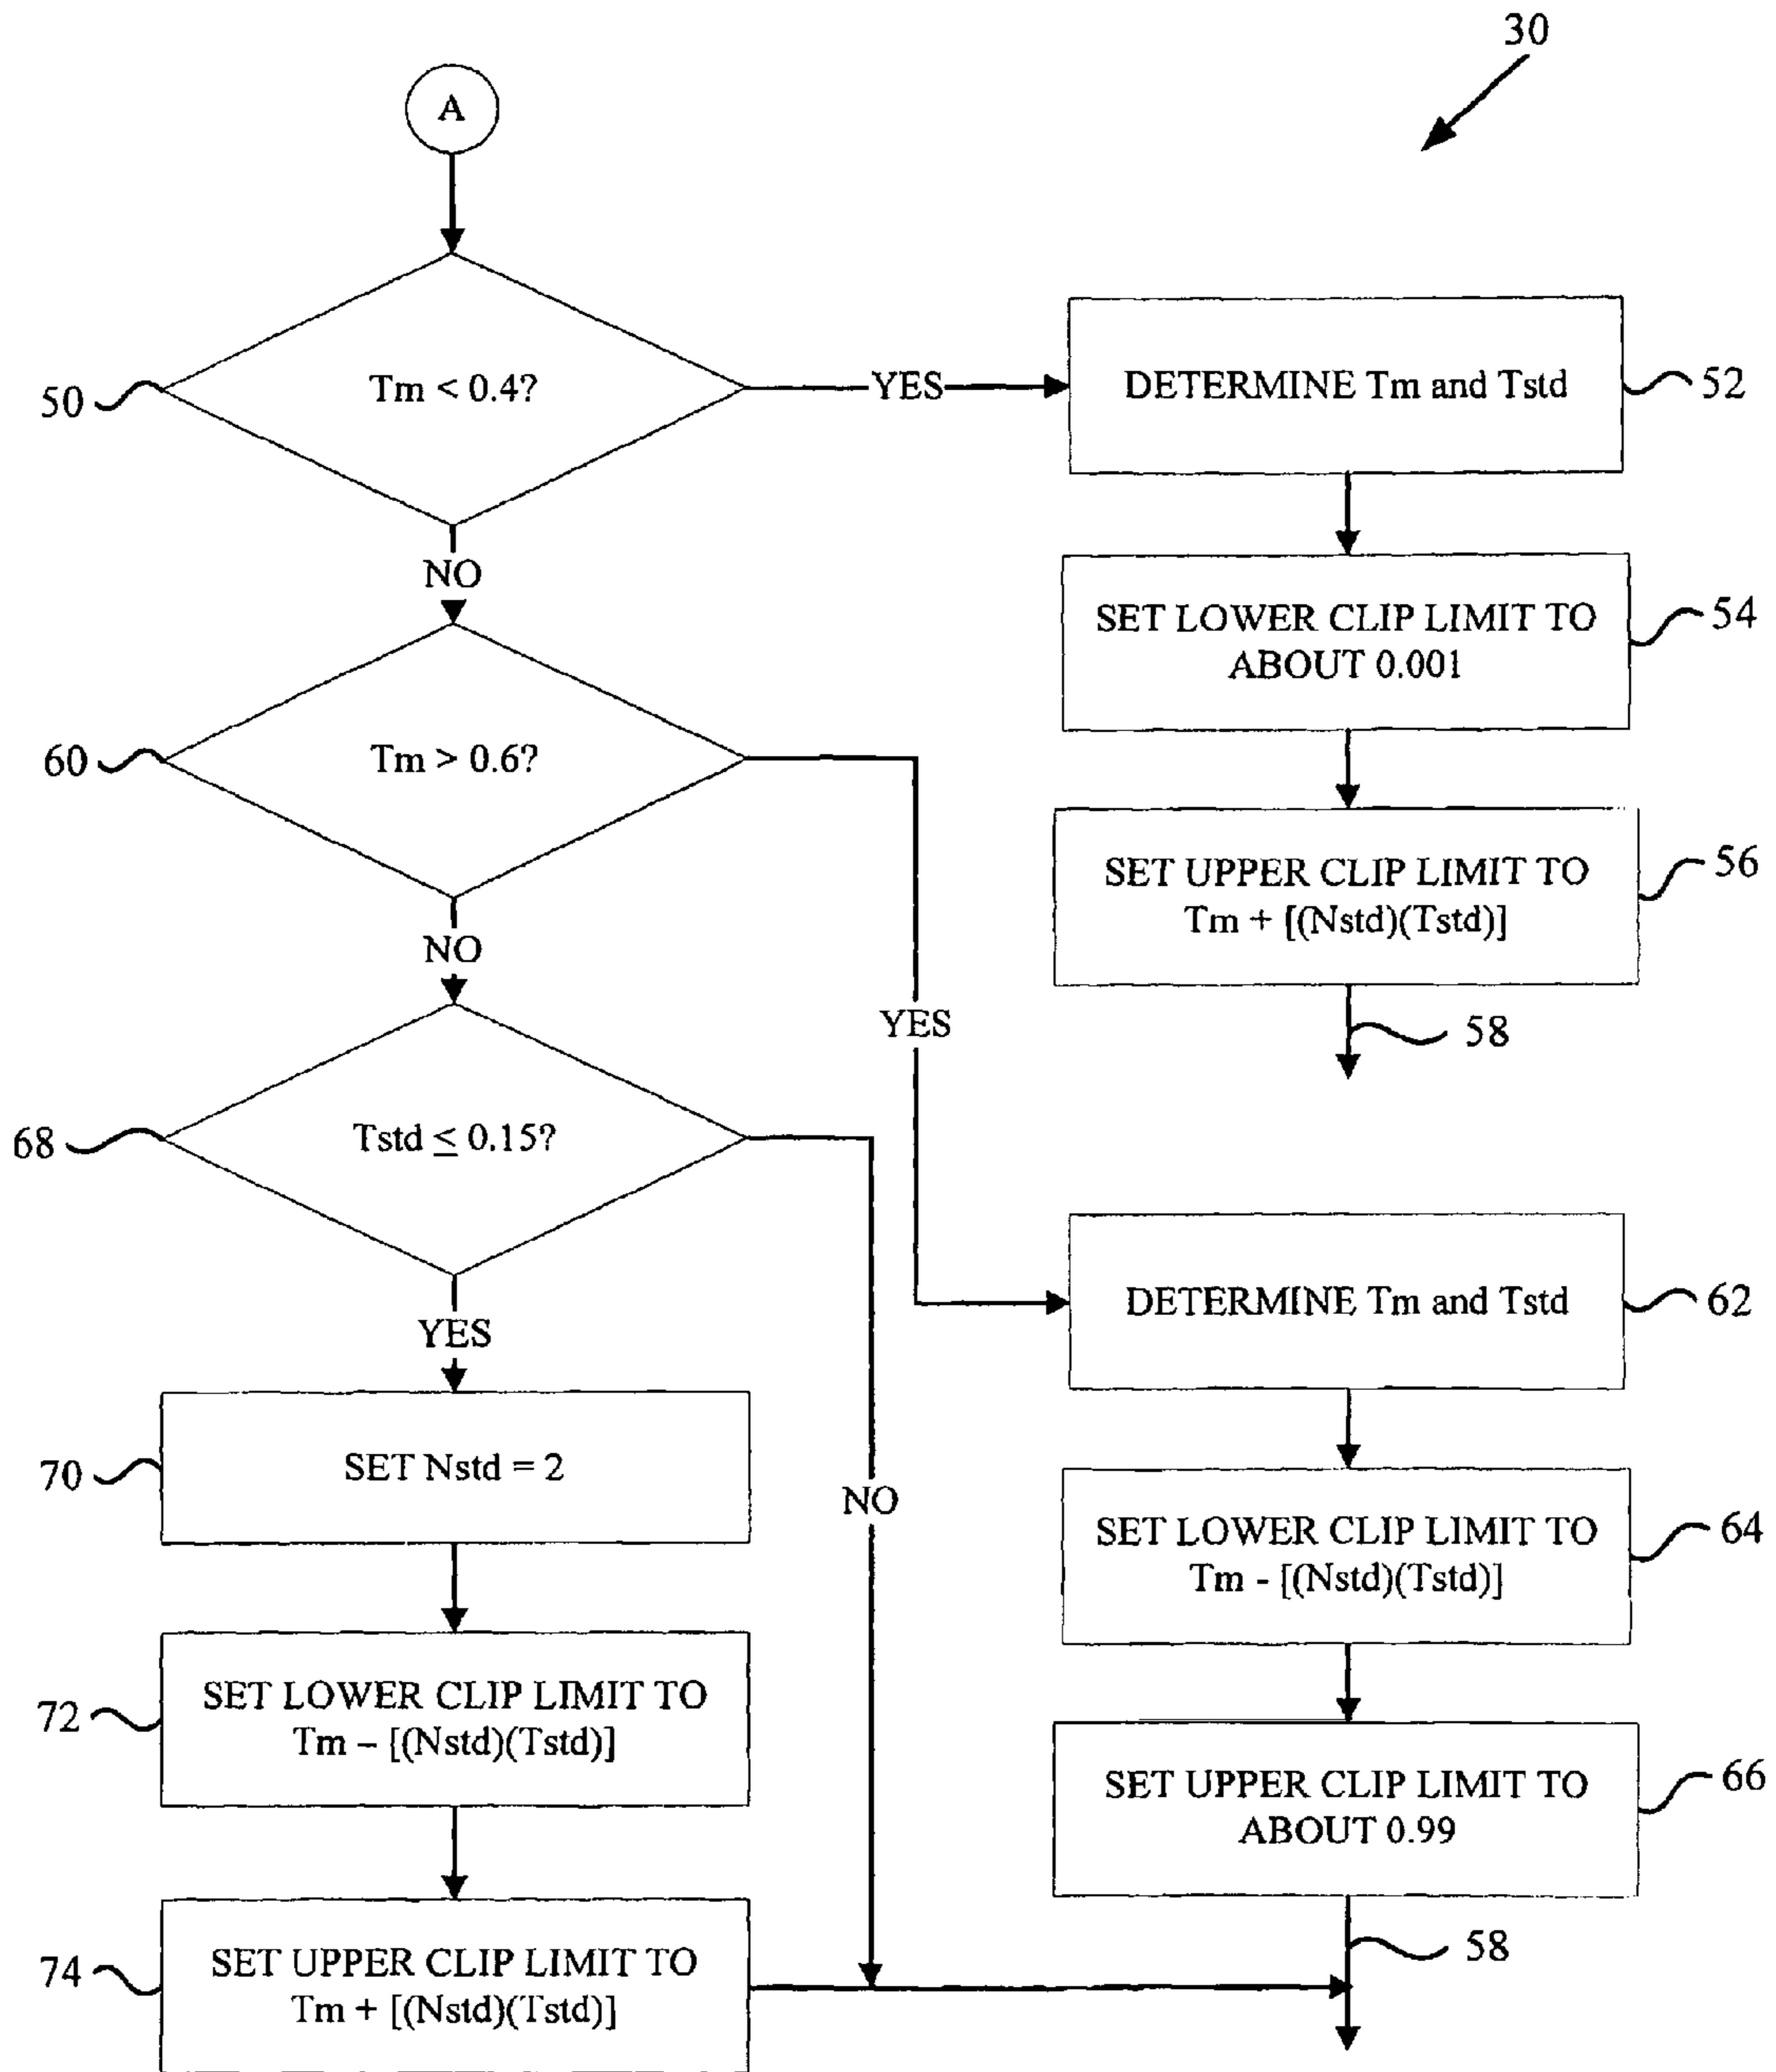 30
A
50
Tm < 0.4?
YES
DETERMINE Tm and Tstd
52
NO
SET LOWER CLIP LIMIT TO
ABOUT 0.001
54
60
Tm > 0.6?
SET UPPER CLIP LIMIT TO
Tm + [(Nstd)(Tstd)]
56
NO
YES
58
68
Tstd ≤ 0.15?
DETERMINE Tm and Tstd
62
YES
70
SET Nstd = 2
NO
SET LOWER CLIP LIMIT TO
Tm - [(Nstd)(Tstd)]
64
72
SET LOWER CLIP LIMIT TO
Tm – [(Nstd)(Tstd)]
SET UPPER CLIP LIMIT TO
ABOUT 0.99
66
74
SET UPPER CLIP LIMIT TO
Tm + [(Nstd)(Tstd)]
58